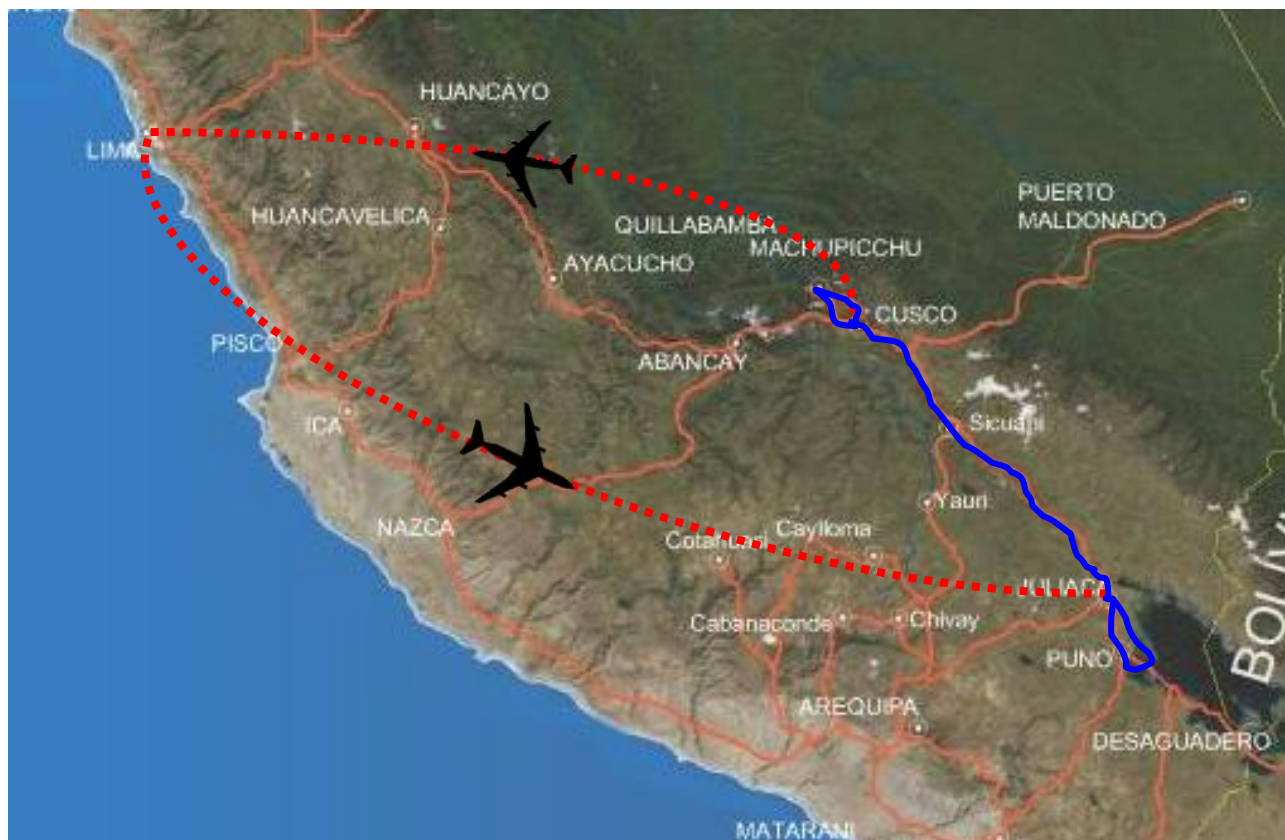 HUANCAYO
LIMA
HUANCAVELICA
PUERTO
MALDONADO
QUILLABAMBA
MACHUPICCHU
AYACUCHO
CUSCO
PISCO
ABANCAY
ICA
Sicuani
Yauri
NAZCA
Caylloma
Cotahuasi
JULIACA
Cabanaconde
Chivay
PUNO
AREQUIPA
DESAGUADERO
MATARANI